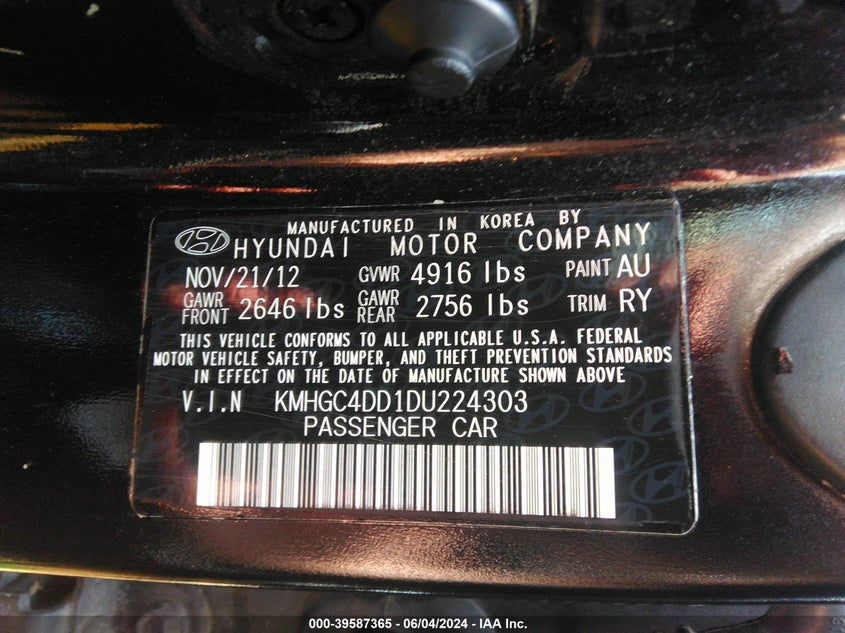 MANUFACTURED IN KOREA BY
HYUNDAI MOTOR COMPANY
NOV/21/12 GVWR 4916 lbs PAINT AU
GAWR FRONT 2646 lbs GAWR REAR 2756 lbs TRIM RY
THIS VEHICLE CONFORMS TO ALL APPLICABLE U.S.A. FEDERAL
MOTOR VEHICLE SAFETY, BUMPER, AND THEFT PREVENTION STANDARDS
IN EFFECT ON THE DATE OF MANUFACTURE SHOWN ABOVE
V.I.N KMHGC4DD1DU224303
PASSENGER CAR
000-39587365 - 06/04/2024 - IAA Inc.